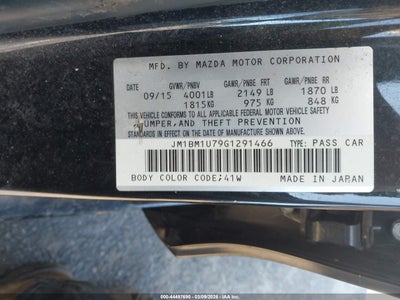 MFD. BY MAZDA MOTOR CORPORATION
GVWR/PNBV GAWR/PNBE FRT GAWR/PNBE RR
09/15 4001LB 2149 LB 1870 LB
1815KG 975 KG 848 KG
THIS VEHICLE CONFORMS TO ALL APPLICABLE FEDERAL MOTOR VEHICLE SAFETY
BUMPER, AND THEFT PREVENTION
STANDARDS IN EFFECT ON THE DATE OF MANUFACTURE SHOWN ABOVE.
JM1BM1U79G1291466 TYPE: PASS CAR
BODY COLOR CODE: 41W MADE IN JAPAN
000-44497690 - 03/09/2026 -